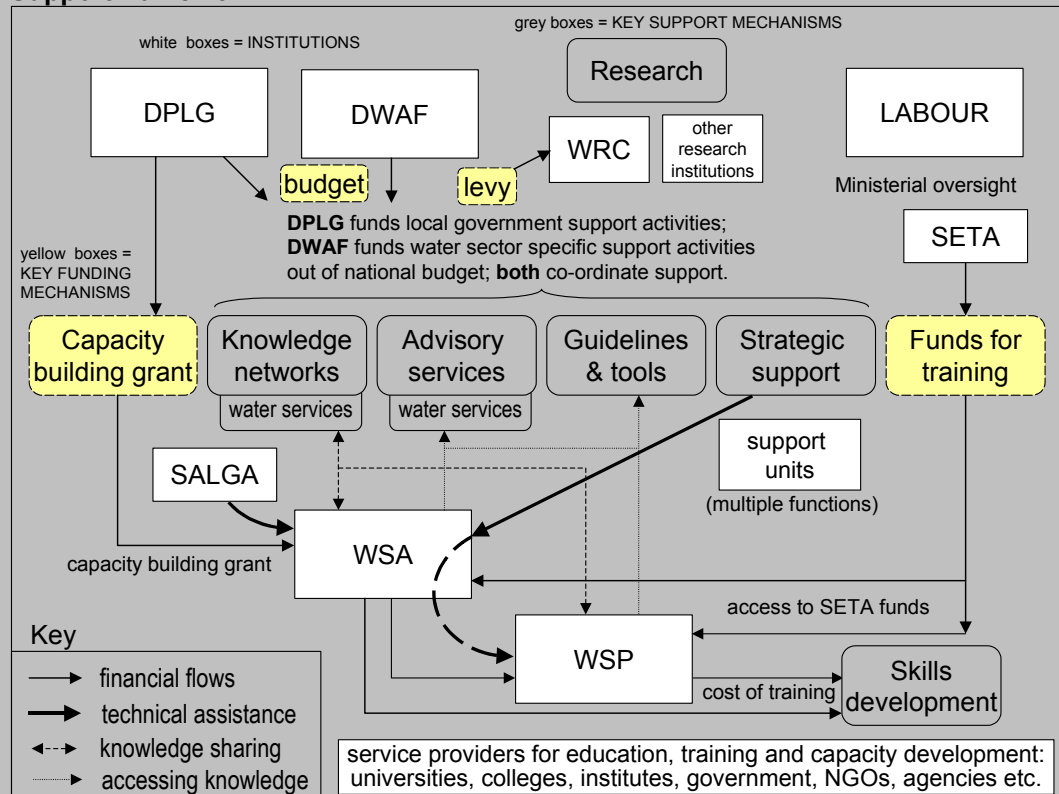 grey boxes = KEY SUPPORT MECHANISMS
white boxes = INSTITUTIONS
Research
DPLG
DWAF
LABOUR
WRC
other
research
institutions
budget
levy
Ministerial oversight
DPLG funds local government support activities;
DWAF funds water sector specific support activities
out of national budget; both co-ordinate support.
SETA
yellow boxes =
KEY FUNDING
MECHANISMS
Capacity
building grant
Knowledge
networks
water services
Advisory
services
water services
Guidelines
& tools
Strategic
support
Funds for
training
support
units
(multiple functions)
SALGA
WSA
capacity building grant
access to SETA funds
WSP
cost of training
Skills
development
Key
financial flows
technical assistance
knowledge sharing
accessing knowledge
service providers for education, training and capacity development:
universities, colleges, institutes, government, NGOs, agencies etc.